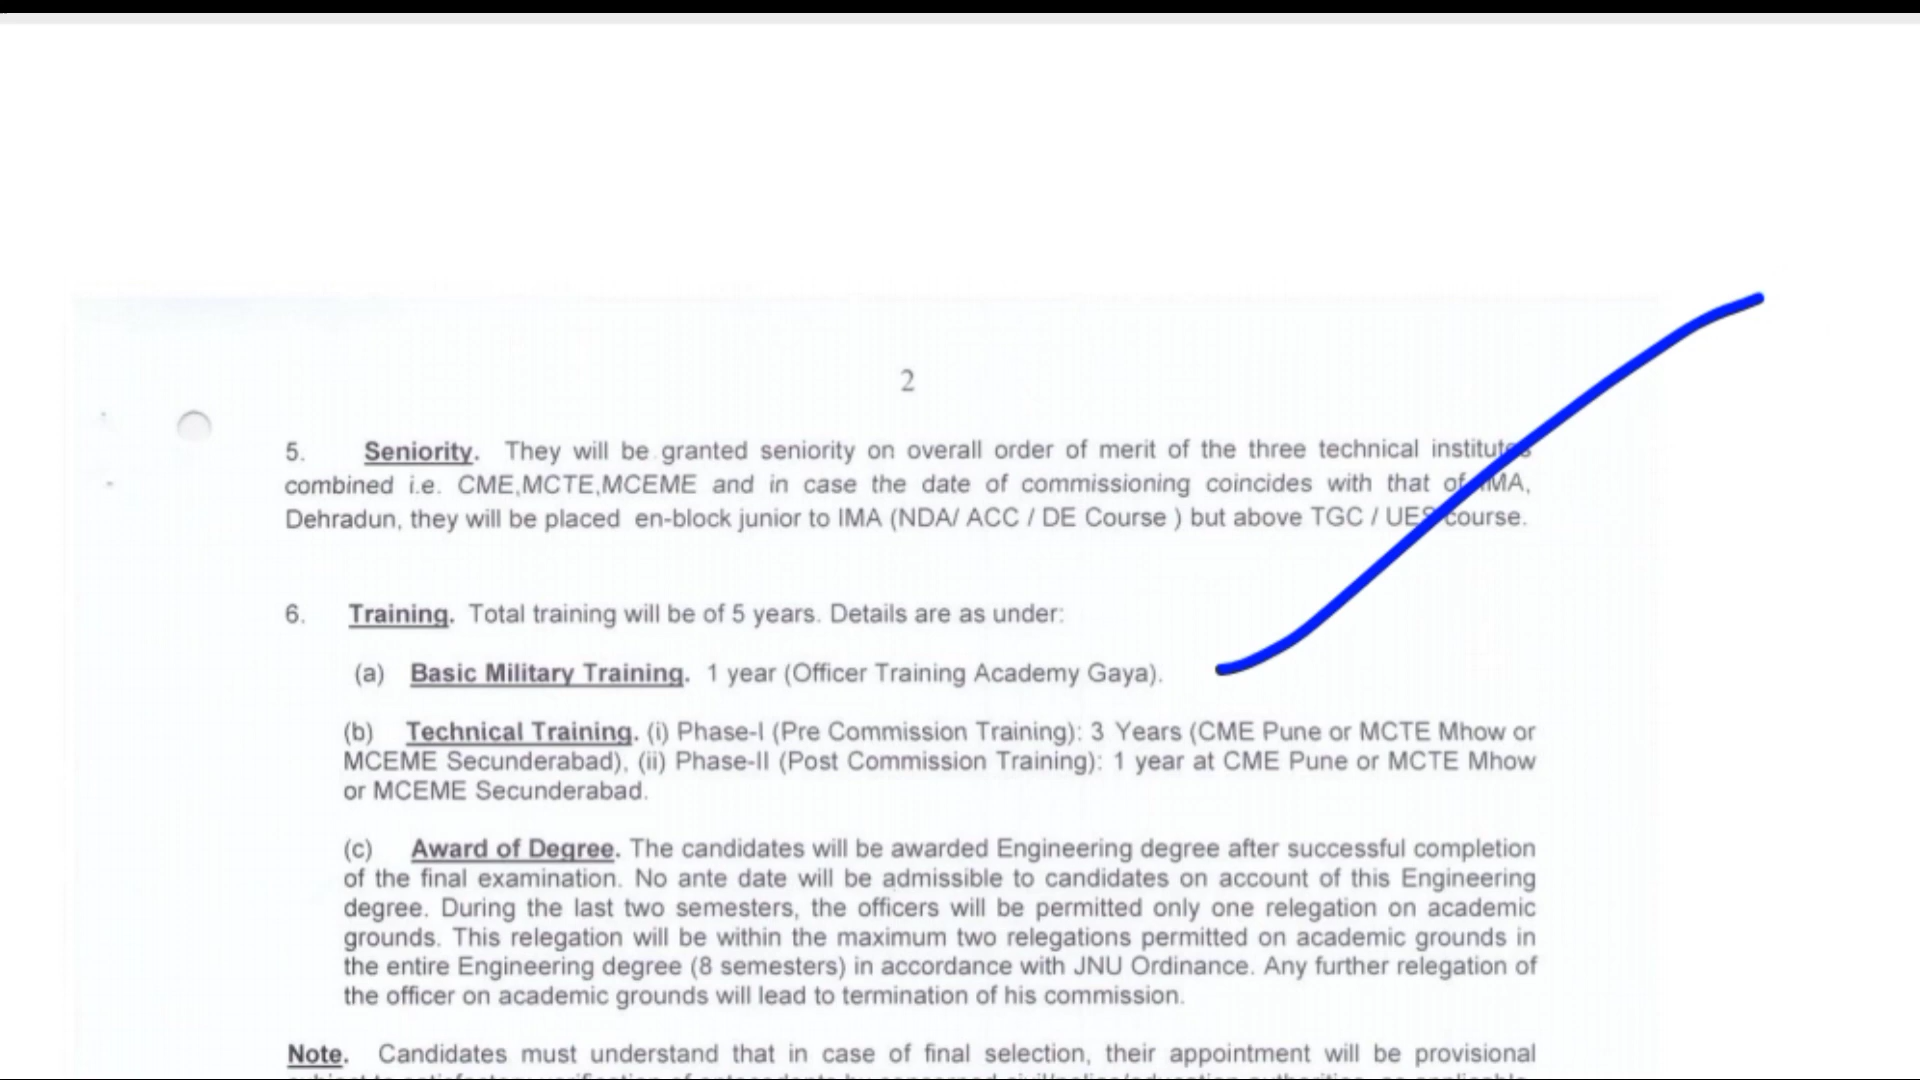 2
5. Seniority. They will be granted seniority on overall order of merit of the three technical institutes
combined i.e. CME,MCTE,MCEME and in case the date of commissioning coincides with that of IMA,
Dehradun, they will be placed en-block junior to IMA (NDA/ ACC / DE Course ) but above TGC / UES course.
6. Training. Total training will be of 5 years. Details are as under:
(a) Basic Military Training. 1 year (Officer Training Academy Gaya).
(b) Technical Training. (i) Phase-I (Pre Commission Training): 3 Years (CME Pune or MCTE Mhow or
MCEME Secunderabad), (ii) Phase-II (Post Commission Training): 1 year at CME Pune or MCTE Mhow
or MCEME Secunderabad.
(c) Award of Degree. The candidates will be awarded Engineering degree after successful completion
of the final examination. No ante date will be admissible to candidates on account of this Engineering
degree. During the last two semesters, the officers will be permitted only one relegation on academic
grounds. This relegation will be within the maximum two relegations permitted on academic grounds in
the entire Engineering degree (8 semesters) in accordance with JNU Ordinance. Any further relegation of
the officer on academic grounds will lead to termination of his commission.
Note. Candidates must understand that in case of final selection, their appointment will be provisional